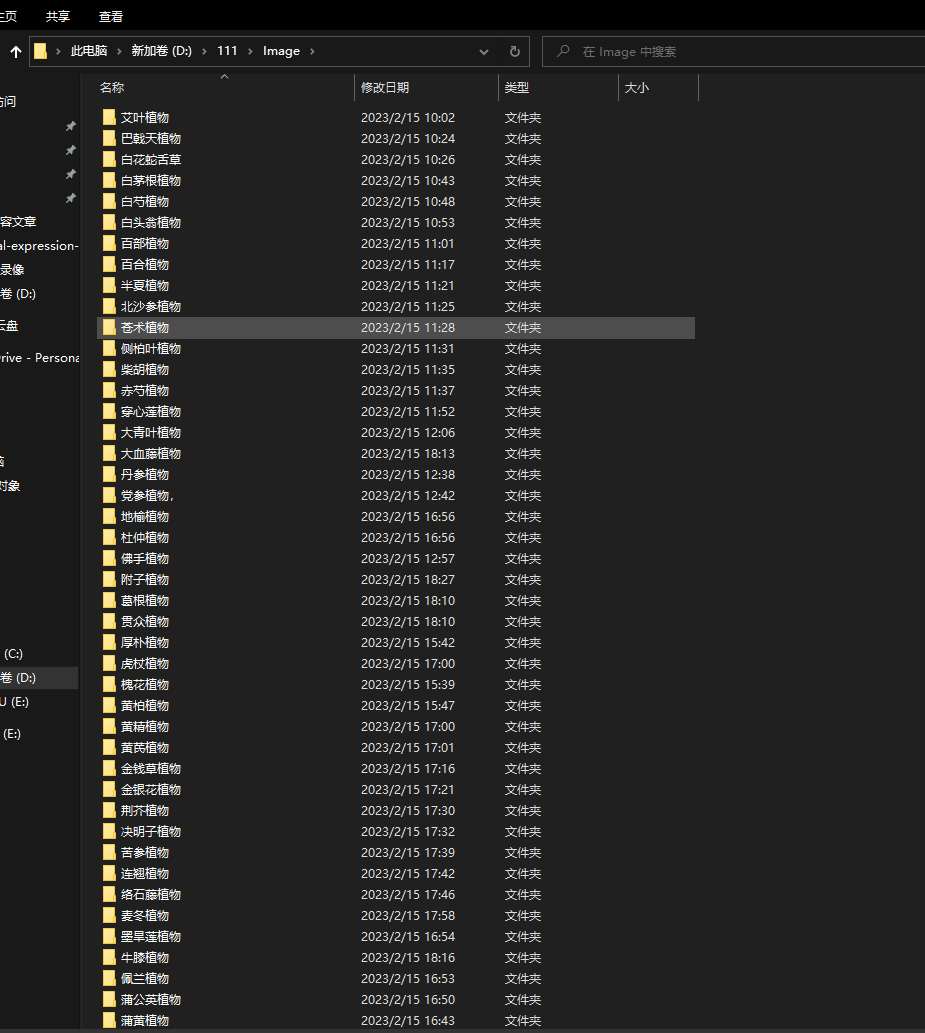 主页 共享 查看
此电脑 新加卷 (D:) 111 Image 在 Image 中搜索
名称 修改日期 类型 大小
访问
容文章
al-expression-
录像
卷 (D:)
云盘
rive - Persona
脑
对象
(C:)
卷 (D:)
U (E:)
(E:)
艾叶植物 2023/2/15 10:02 文件夹
巴戟天植物 2023/2/15 10:24 文件夹
白花蛇舌草 2023/2/15 10:26 文件夹
白茅根植物 2023/2/15 10:43 文件夹
白芍植物 2023/2/15 10:48 文件夹
白头翁植物 2023/2/15 10:53 文件夹
百部植物 2023/2/15 11:01 文件夹
百合植物 2023/2/15 11:17 文件夹
半夏植物 2023/2/15 11:21 文件夹
北沙参植物 2023/2/15 11:25 文件夹
苍术植物 2023/2/15 11:28 文件夹
侧柏叶植物 2023/2/15 11:31 文件夹
柴胡植物 2023/2/15 11:35 文件夹
赤芍植物 2023/2/15 11:37 文件夹
穿心莲植物 2023/2/15 11:52 文件夹
大青叶植物 2023/2/15 12:06 文件夹
大血藤植物 2023/2/15 18:13 文件夹
丹参植物 2023/2/15 12:38 文件夹
党参植物, 2023/2/15 12:42 文件夹
地榆植物 2023/2/15 16:56 文件夹
杜仲植物 2023/2/15 16:56 文件夹
佛手植物 2023/2/15 12:57 文件夹
附子植物 2023/2/15 18:27 文件夹
葛根植物 2023/2/15 18:10 文件夹
贯众植物 2023/2/15 18:10 文件夹
厚朴植物 2023/2/15 15:42 文件夹
虎杖植物 2023/2/15 17:00 文件夹
槐花植物 2023/2/15 15:39 文件夹
黄柏植物 2023/2/15 15:47 文件夹
黄精植物 2023/2/15 17:00 文件夹
黄芪植物 2023/2/15 17:01 文件夹
金钱草植物 2023/2/15 17:16 文件夹
金银花植物 2023/2/15 17:21 文件夹
荆芥植物 2023/2/15 17:30 文件夹
决明子植物 2023/2/15 17:32 文件夹
苦参植物 2023/2/15 17:39 文件夹
连翘植物 2023/2/15 17:42 文件夹
络石藤植物 2023/2/15 17:46 文件夹
麦冬植物 2023/2/15 17:58 文件夹
墨旱莲植物 2023/2/15 16:54 文件夹
牛膝植物 2023/2/15 18:16 文件夹
佩兰植物 2023/2/15 16:53 文件夹
蒲公英植物 2023/2/15 16:50 文件夹
蒲黄植物 2023/2/15 16:43 文件夹